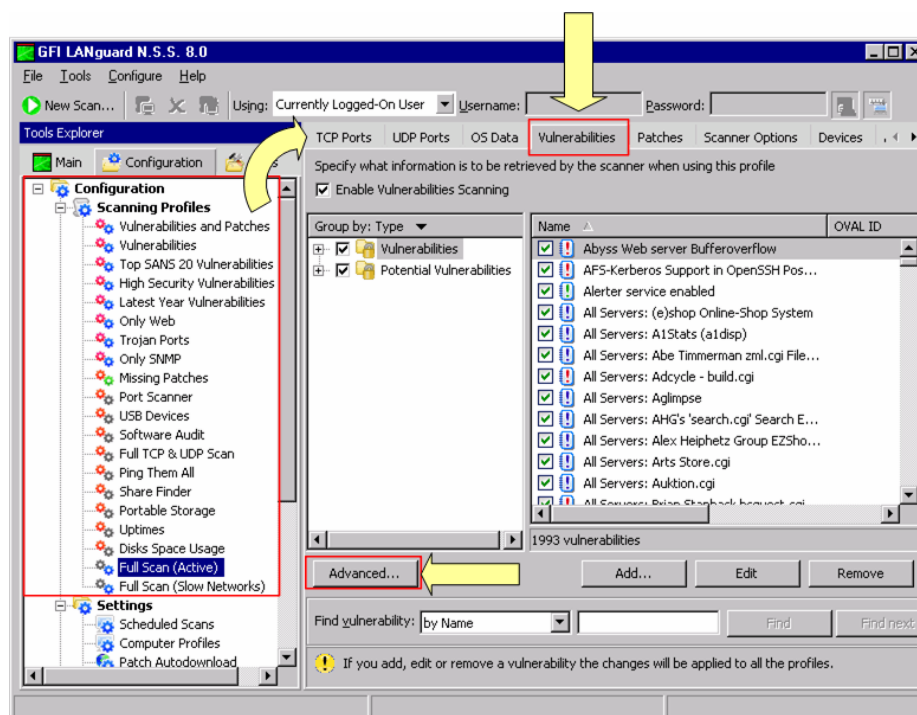 GFI LANguard N.S.S. 8.0
File Tools Configure Help
New Scan... Using: Currently Logged-On User Username: Password:
Tools Explorer
Main Configuration
TCP Ports UDP Ports OS Data Vulnerabilities Patches Scanner Options Devices
Specify what information is to be retrieved by the scanner when using this profile
Enable Vulnerabilities Scanning
Configuration
Scanning Profiles
Vulnerabilities and Patches
Vulnerabilities
Top SANS 20 Vulnerabilities
High Security Vulnerabilities
Latest Year Vulnerabilities
Only Web
Trojan Ports
Only SNMP
Missing Patches
Port Scanner
USB Devices
Software Audit
Full TCP & UDP Scan
Ping Them All
Share Finder
Portable Storage
Uptimes
Disks Space Usage
Full Scan (Active)
Full Scan (Slow Networks)
Settings
Scheduled Scans
Computer Profiles
Patch Autodownload
Group by: Type
Vulnerabilities
Potential Vulnerabilities
Name OVAL ID
Abyss Web server Bufferoverflow
AFS-Kerberos Support in OpenSSH Pos...
Alerter service enabled
All Servers: (e)shop Online-Shop System
All Servers: A1Stats (a1disp)
All Servers: Abe Timmerman zml.cgi File...
All Servers: Adcycle - build.cgi
All Servers: Aglimpse
All Servers: AHG's 'search.cgi' Search E...
All Servers: Alex Heiphetz Group EZSho...
All Servers: Arts Store.cgi
All Servers: Auktion.cgi
All Servers: Brian Stanback bsguest.cgi
1993 vulnerabilities
Advanced... Add... Edit Remove
Find vulnerability: by Name Find Find next
If you add, edit or remove a vulnerability the changes will be applied to all the profiles.